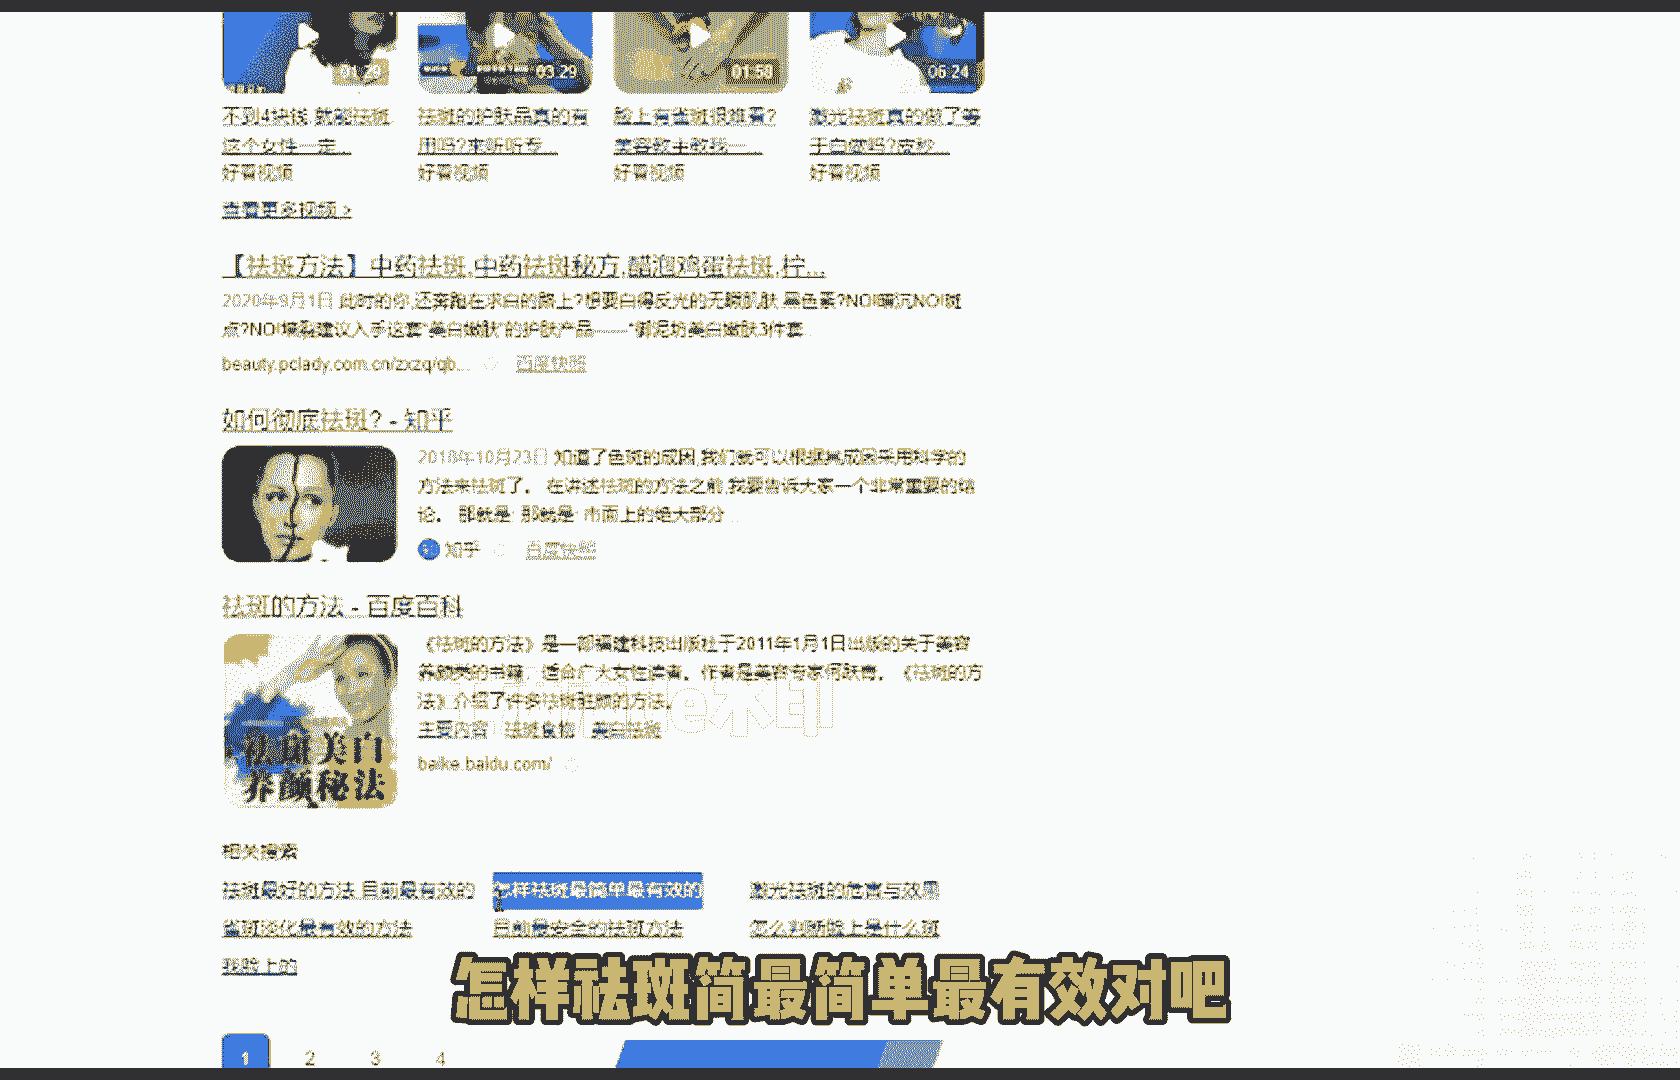 01:20
03:29
01:50
06:24
不到4块钱,就能祛斑
这个女性一定...
好看视频
祛斑的护肤品真的有
用吗?来听听专...
好看视频
脸上有雀斑很难看?
美容教主教我一...
好看视频
激光祛斑真的做了等
于白做吗?皮秒...
好看视频
查看更多视频 >
【祛斑方法】中药祛斑,中药祛斑秘方,醋泡鸡蛋祛斑,柠...
2020年9月1日 此时的你,还奔跑在求白的路上?想要白得反光的无瑕肌肤,黑色素?NO!暗沉NO!斑
点?NO!强烈建议入手这套"美白嫩肤"的护肤产品——"御泥坊美白嫩肤3件套
beauty.pclady.com.cn/zxzq/qb...
百度快照
如何彻底祛斑? - 知乎
2018年10月23日 知道了色斑的成因,我们就可以根据其成因采用科学的
方法来祛斑了。 在讲述祛斑的方法之前,我要告诉大家一个非常重要的结
论。 那就是: 那就是: 市面上的绝大部分
知乎
百度快照
祛斑的方法 - 百度百科
《祛斑的方法》是一部福建科技出版社于2011年1月1日出版的关于美容
养颜类的书籍, 适合广大女性读者。作者是美容专家何跃青。《祛斑的方
法》介绍了许多祛斑驻颜的方法。
主要内容 祛斑食物 美白祛斑
baike.baidu.com/
祛斑美白
养颜秘法
相关搜索
祛斑最好的方法 目前最有效的
怎样祛斑最简单最有效的
激光祛斑的危害与效果
雀斑淡化最有效的方法
目前最安全的祛斑方法
怎么判断脸上是什么斑
我脸上的
怎样祛斑简最简单最有效对吧
1 2 3 4